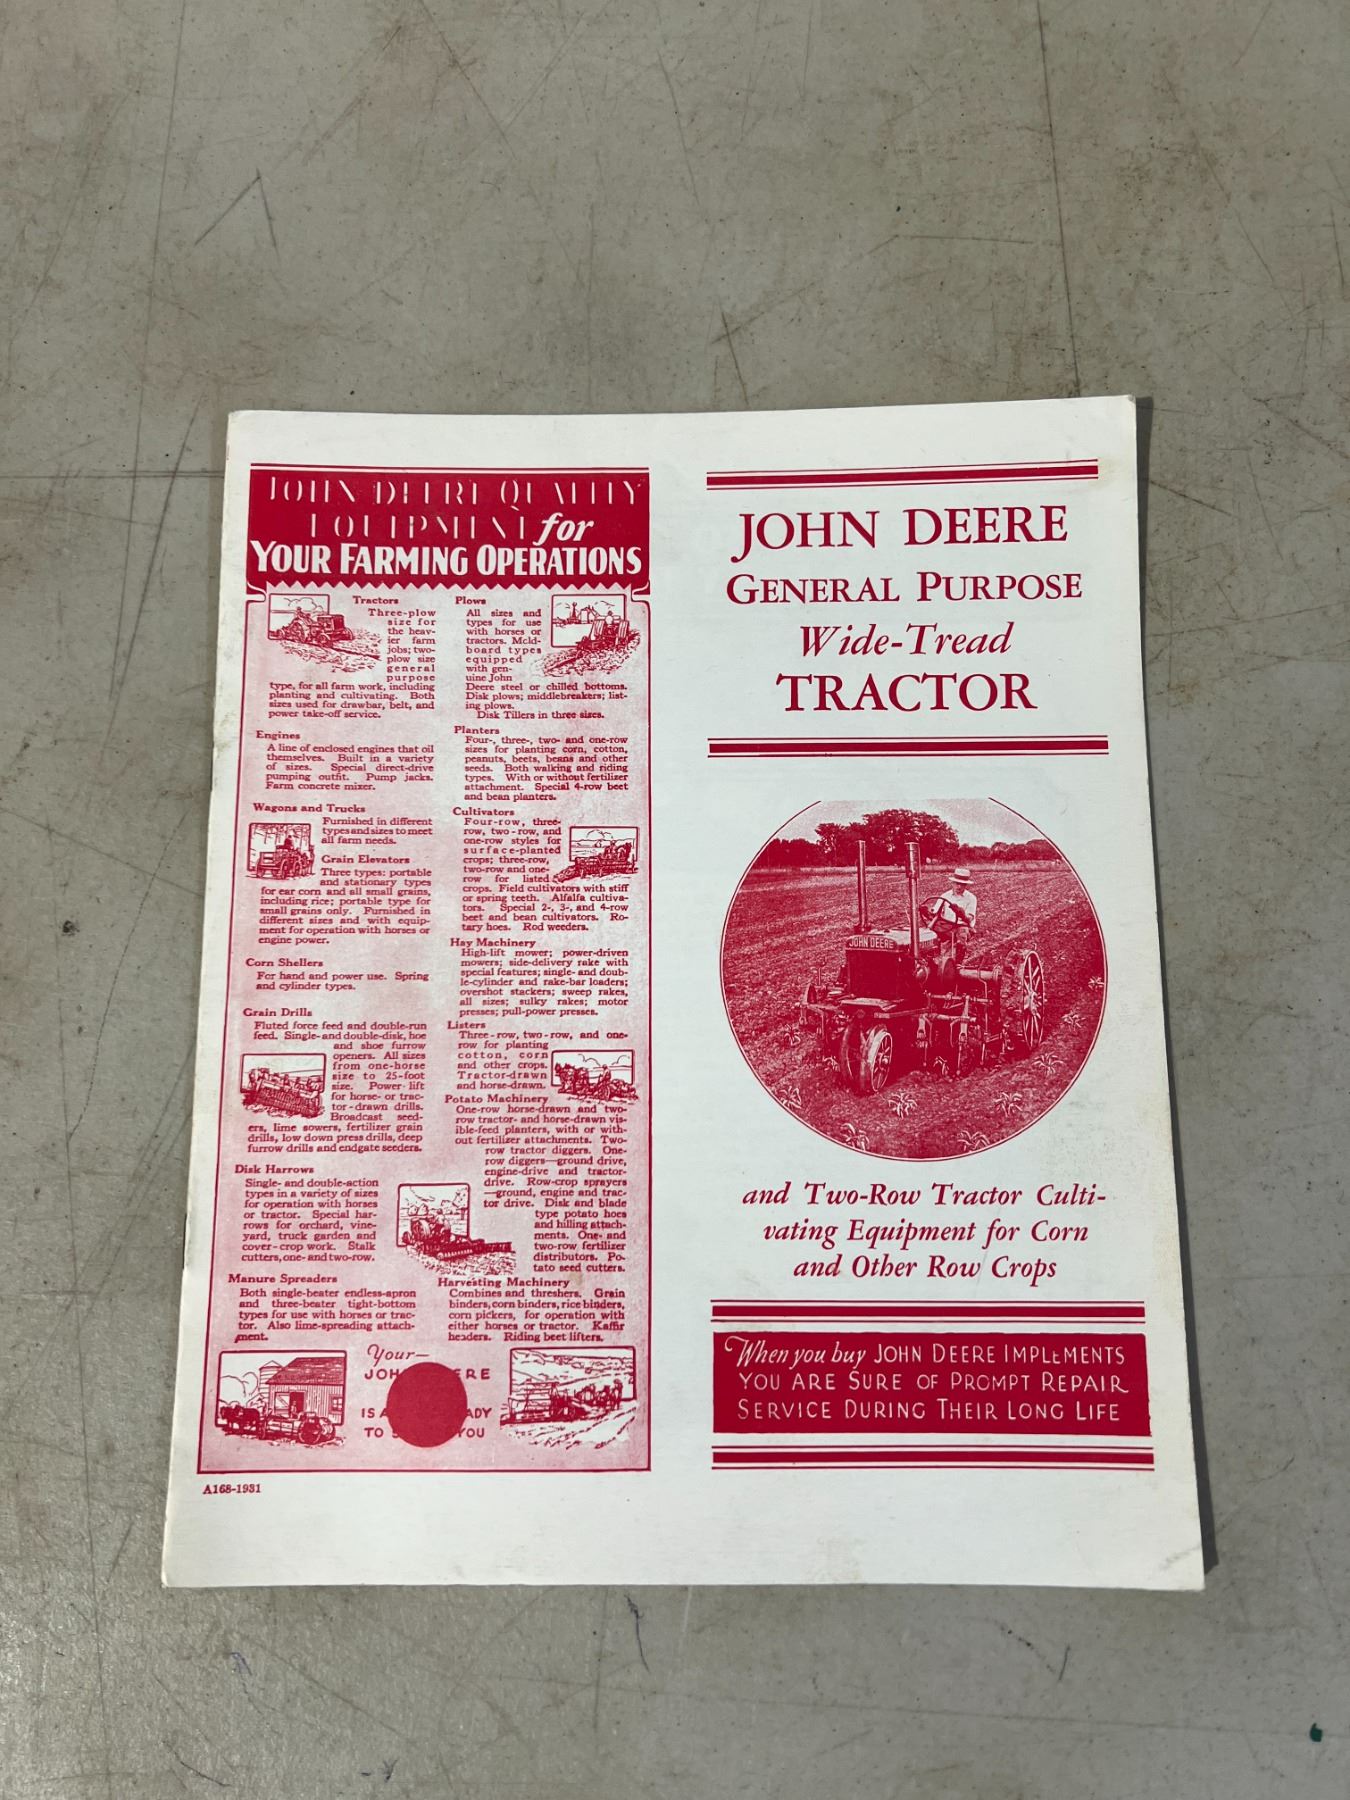 JOHN DEERE QUALITY
EQUIPMENT for
YOUR FARMING OPERATIONS
Tractors
Three-plow
size for
the heav-
ier farm
jobs; two-
plow size
general
purpose
type, for all farm work, including
planting and cultivating. Both
sizes used for drawbar, belt, and
power take-off service.
Engines
A line of enclosed engines that oil
themselves. Built in a variety
of sizes. Special direct-drive
pumping outfit. Pump jacks.
Farm concrete mixer.
Wagons and Trucks
Furnished in different
types and sizes to meet
all farm needs.
Grain Elevators
Three types: portable
and stationary types
for ear corn and all small grains,
including rice; portable type for
small grains only. Furnished in
different sizes and with equip-
ment for operation with horses or
engine power.
Corn Shellers
For hand and power use. Spring
and cylinder types.
Grain Drills
Fluted force feed and double-run
feed. Single- and double-disk, hoe
and shoe furrow
openers. All sizes
from one-horse
size to 25-foot
size. Power lift
for horse- or trac-
tor-drawn drills.
Broadcast seed-
ers, lime sowers, fertilizer grain
drills, low down press drills, deep
furrow drills and endgate seeders.
Disk Harrows
Single- and double-action
types in a variety of sizes
for operation with horses
or tractor. Special har-
rows for orchard, vine-
yard, truck garden and
cover-crop work. Stalk
cutters, one- and two-row.
Manure Spreaders
Both single-beater endless-apron
and three-beater tight-bottom
types for use with horses or trac-
tor. Also lime-spreading attach-
ment.
Plows
All sizes and
types for use
with horses or
tractors. Mold-
board types
equipped
with gen-
uine John
Deere steel or chilled bottoms.
Disk plows; middlebreakers; list-
ing plows.
Disk Tillers in three sizes.
Planters
Four-, three-, two- and one-row
sizes for planting corn, cotton,
peanuts, beets, beans and other
seeds. Both walking and riding
types. With or without fertilizer
attachment. Special 4-row beet
and bean planters.
Cultivators
Four-row, three-
row, two-row, and
one-row styles for
surface-planted
crops; three-row,
two-row and one-
row for listed
crops. Field cultivators with stiff
or spring teeth. Alfalfa cultiva-
tors. Special 2-, 3-, and 4-row
beet and bean cultivators. Ro-
tary hoes. Rod weeders.
Hay Machinery
High-lift mower; power-driven
mowers; side-delivery rake with
special features; single- and doub-
le-cylinder and rake-bar loaders;
overshot stackers; sweep rakes,
all sizes; sulky rakes; motor
presses; pull-power presses.
Listers
Three-row, two-row, and one-
row for planting
cotton, corn
and other crops.
Tractor-drawn
and horse-drawn.
Potato Machinery
One-row horse-drawn and two-
row tractor- and horse-drawn vis-
ible-feed planters, with or with-
out fertilizer attachments. Two-
row tractor diggers. One-
row diggers—ground drive,
engine-drive and tractor-
drive. Row-crop sprayers
—ground, engine and trac-
tor drive. Disk and blade
type potato hoes
and hilling attach-
ments. One- and
two-row fertilizer
distributors. Po-
tato seed cutters.
Harvesting Machinery
Combines and threshers. Grain
binders, corn binders, rice binders,
corn pickers, for operation with
either horses or tractor. Kaffir
headers. Riding beet lifters.
Your—
JOH ERE
IS A ADY
TO S YOU
A168-1931
JOHN DEERE
GENERAL PURPOSE
Wide-Tread
TRACTOR
JOHN DEERE
and Two-Row Tractor Culti-
vating Equipment for Corn
and Other Row Crops
When you buy JOHN DEERE IMPLEMENTS
YOU ARE SURE OF PROMPT REPAIR
SERVICE DURING THEIR LONG LIFE